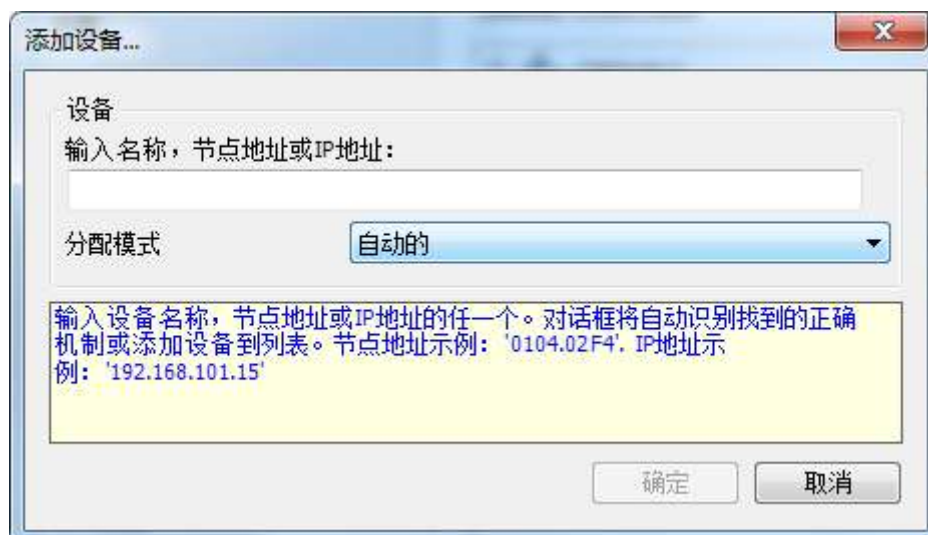 添加设备...
设备
输入名称，节点地址或IP地址：
分配模式
自动的
输入设备名称，节点地址或IP地址的任一个。对话框将自动识别找到的正确
机制或添加设备到列表。节点地址示例：'0104.02F4'. IP地址示
例：'192.168.101.15'
确定
取消